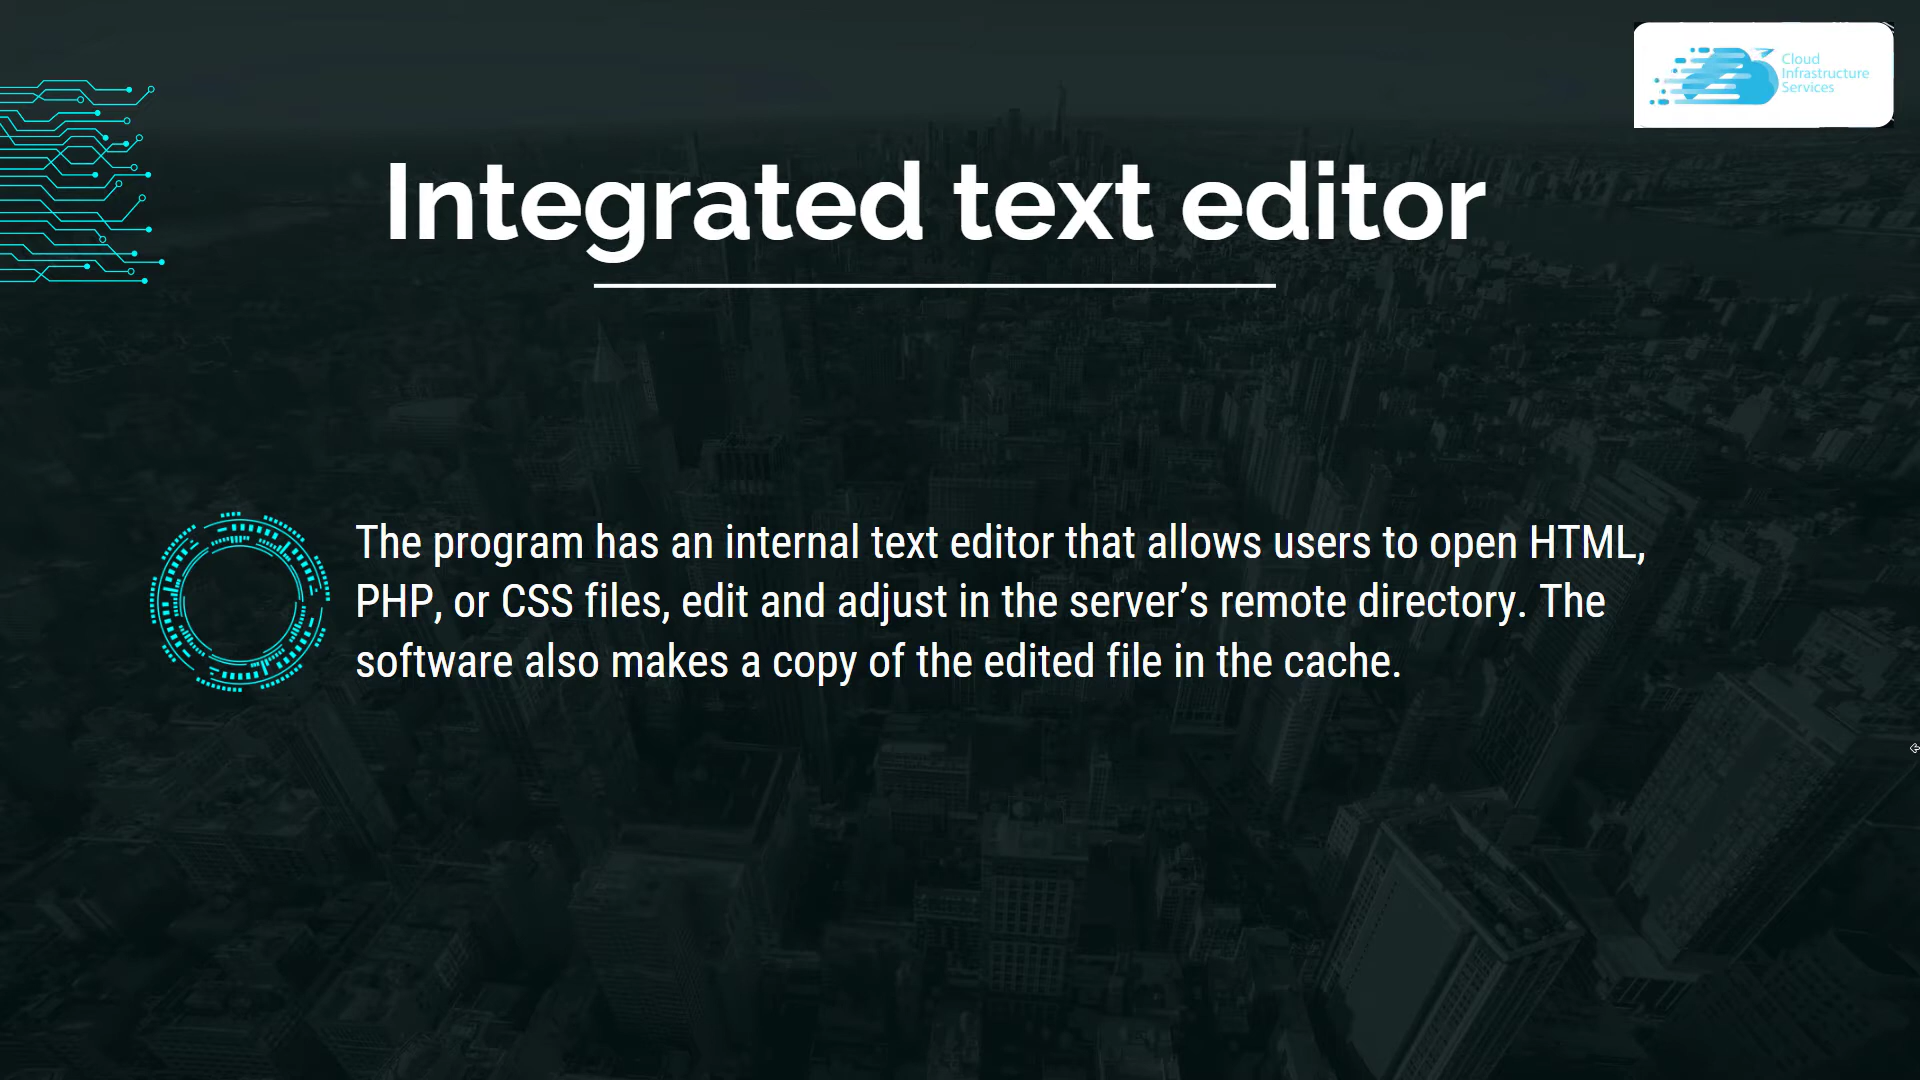 Cloud
Infrastructure
Services
Integrated text editor
The program has an internal text editor that allows users to open HTML,
PHP, or CSS files, edit and adjust in the server’s remote directory. The
software also makes a copy of the edited file in the cache.